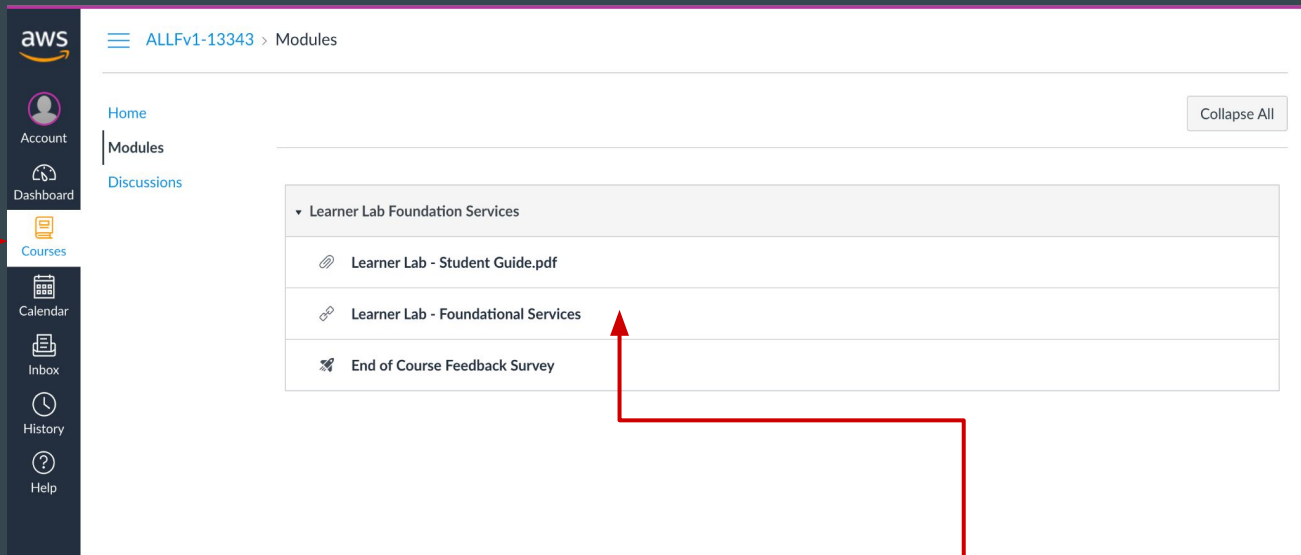 aws
ALLFv1-13343 > Modules
Account
Dashboard
Courses
Calendar
Inbox
History
Help
Home
Modules
Discussions
Collapse All
Learner Lab Foundation Services
Learner Lab - Student Guide.pdf
Learner Lab - Foundational Services
End of Course Feedback Survey